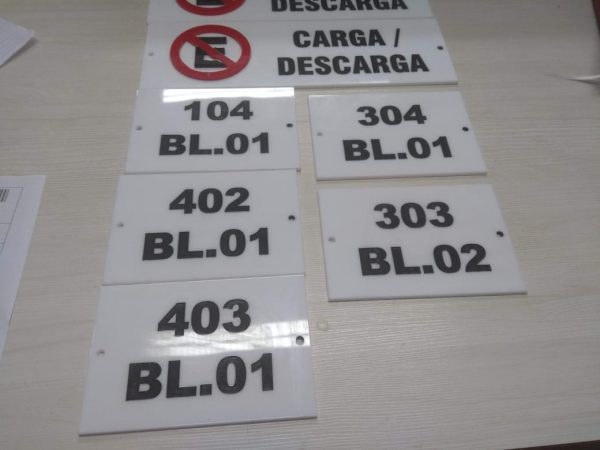 DESCARGA
E
CARGA /
DESCARGA
104
BL.01
304
BL.01
402
BL.01
303
BL.02
403
BL.01